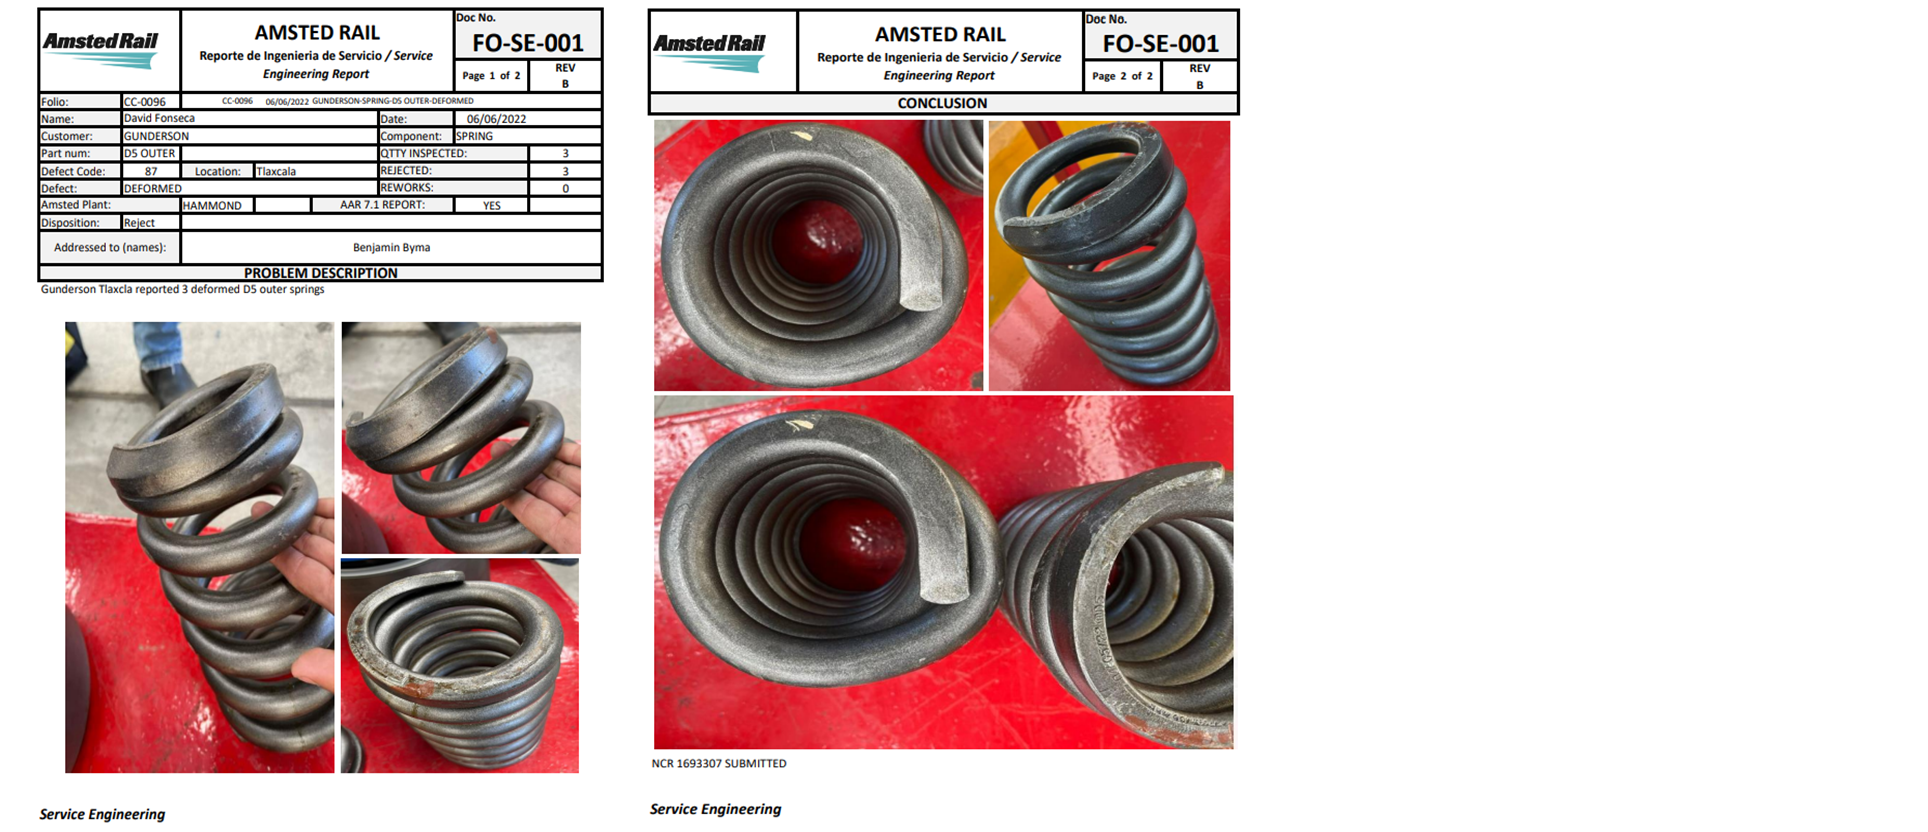 Amsted Rail
AMSTED RAIL
Reporte de Ingenieria de Servicio / Service
Engineering Report
Doc No.
FO-SE-001
Page 1 of 2
REV
B
Folio: CC-0096 CC-0096 06/06/2022 GUNDERSON-SPRING-D5 OUTER-DEFORMED
Name: David Fonseca Date: 06/06/2022
Customer: GUNDERSON Component: SPRING
Part num: D5 OUTER QTTY INSPECTED: 3
Defect Code: 87 Location: Tlaxcala REJECTED: 3
Defect: DEFORMED REWORKS: 0
Amsted Plant: HAMMOND AAR 7.1 REPORT: YES
Disposition: Reject
Addressed to (names): Benjamin Byma
PROBLEM DESCRIPTION
Gunderson Tlaxcla reported 3 deformed D5 outer springs
Service Engineering
Amsted Rail
AMSTED RAIL
Reporte de Ingenieria de Servicio / Service
Engineering Report
Doc No.
FO-SE-001
Page 2 of 2
REV
B
CONCLUSION
NCR 1693307 SUBMITTED
Service Engineering